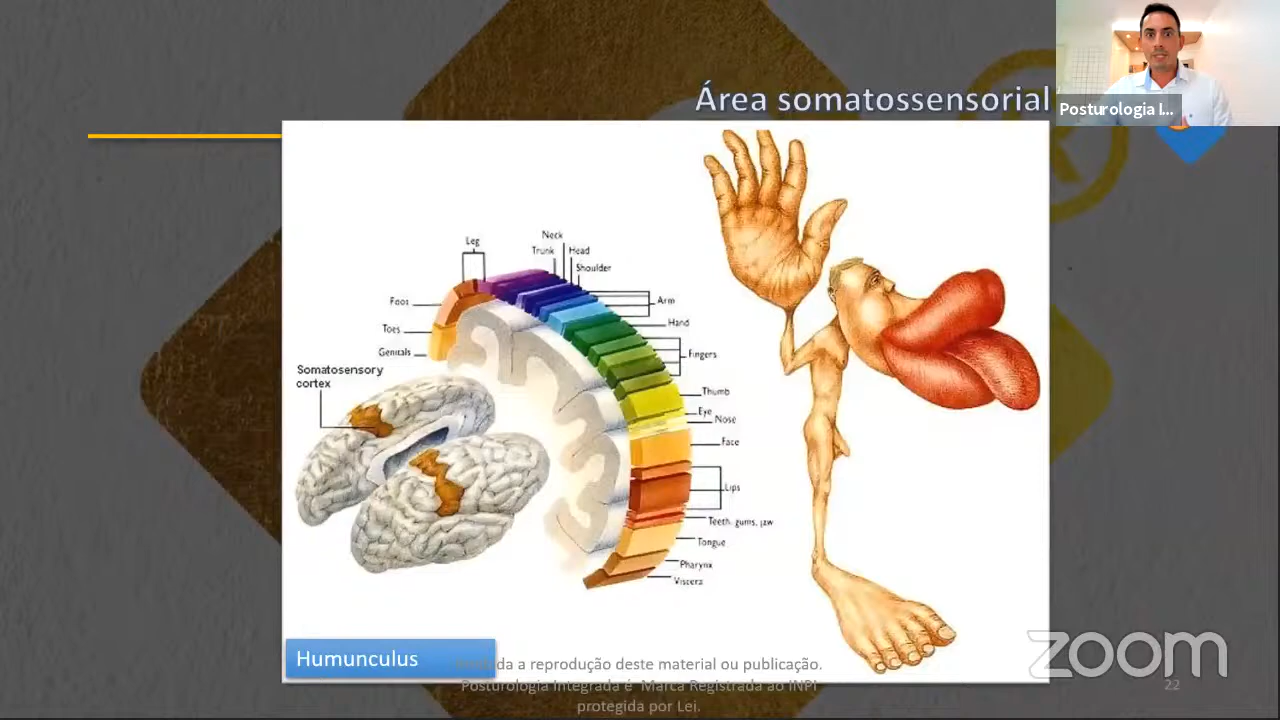 Área somatossensorial
Posturologia I...
Neck
Leg
Trunk
Head
Shoulder
Foot
Arm
Toes
Hand
Genitals
Fingers
Somatosensory
cortex
Thumb
Eye
Nose
Face
Lips
Teeth, gums, jaw
Tongue
Pharynx
Viscera
Humunculus
da a reprodução deste material ou publicação.
Posturologia Integrada é Marca Registrada ao INPI
protegida por Lei.
zoom
22